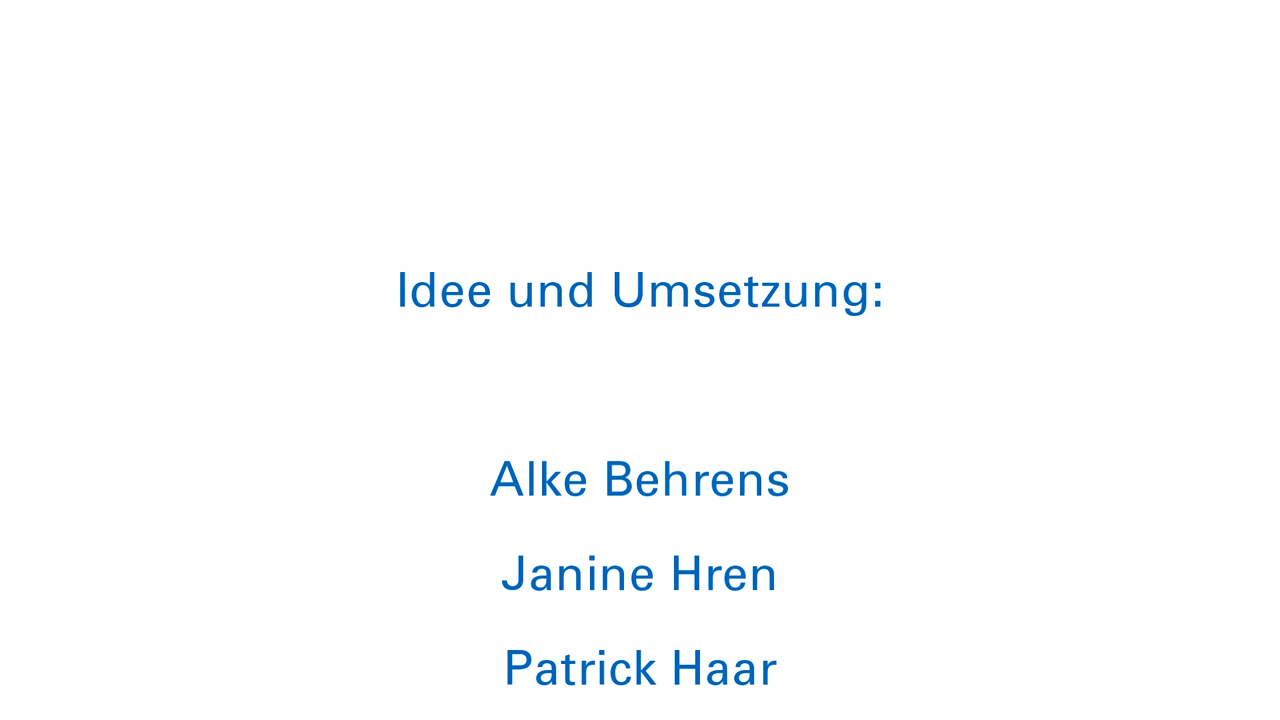 Idee und Umsetzung:
Alke Behrens
Janine Hren
Patrick Haar